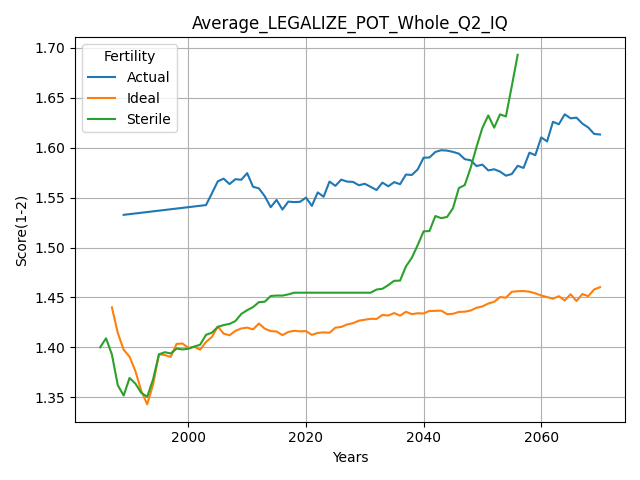 Average_LEGALIZE_POT_Whole_Q2_IQ
Fertility
Actual
Ideal
Sterile
Score(1-2)
1.70
1.65
1.60
1.55
1.50
1.45
1.40
1.35
2000 2020 2040 2060
Years